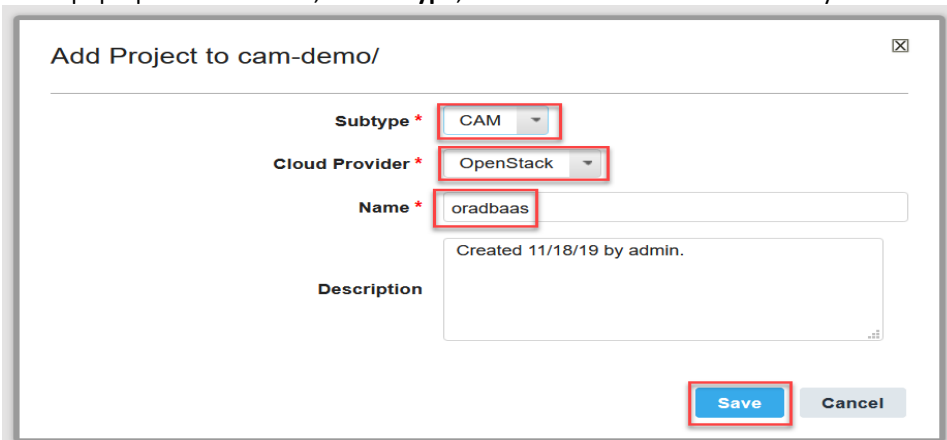 Add Project to cam-demo/
Subtype * CAM
Cloud Provider * OpenStack
Name * oradbaas
Description Created 11/18/19 by admin.
Save Cancel